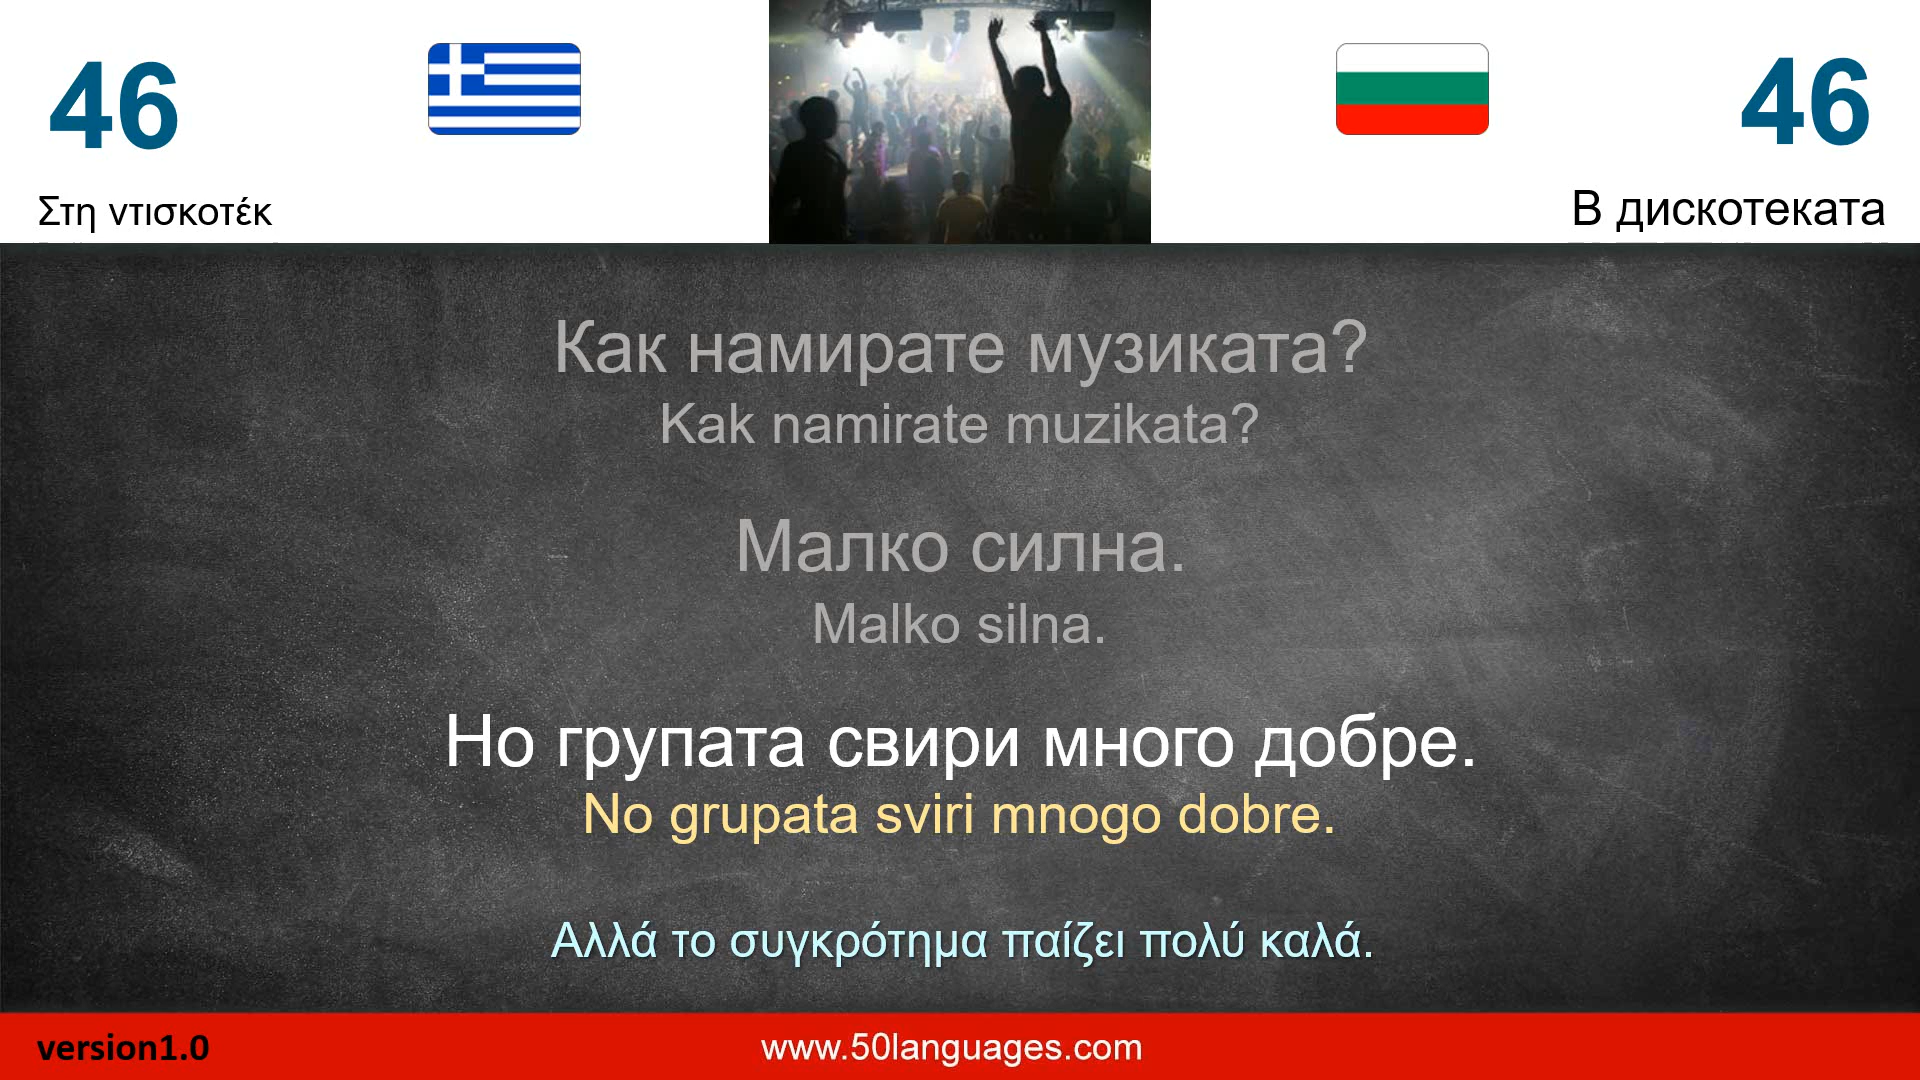 46
46
Στη ντισκοτέκ
В дискотеката
Как намирате музиката?
Kak namirate muzikata?
Малко силна.
Malko silna.
Но групата свири много добре.
No grupata sviri mnogo dobre.
Αλλά το συγκρότημα παίζει πολύ καλά.
version1.0
www.50languages.com